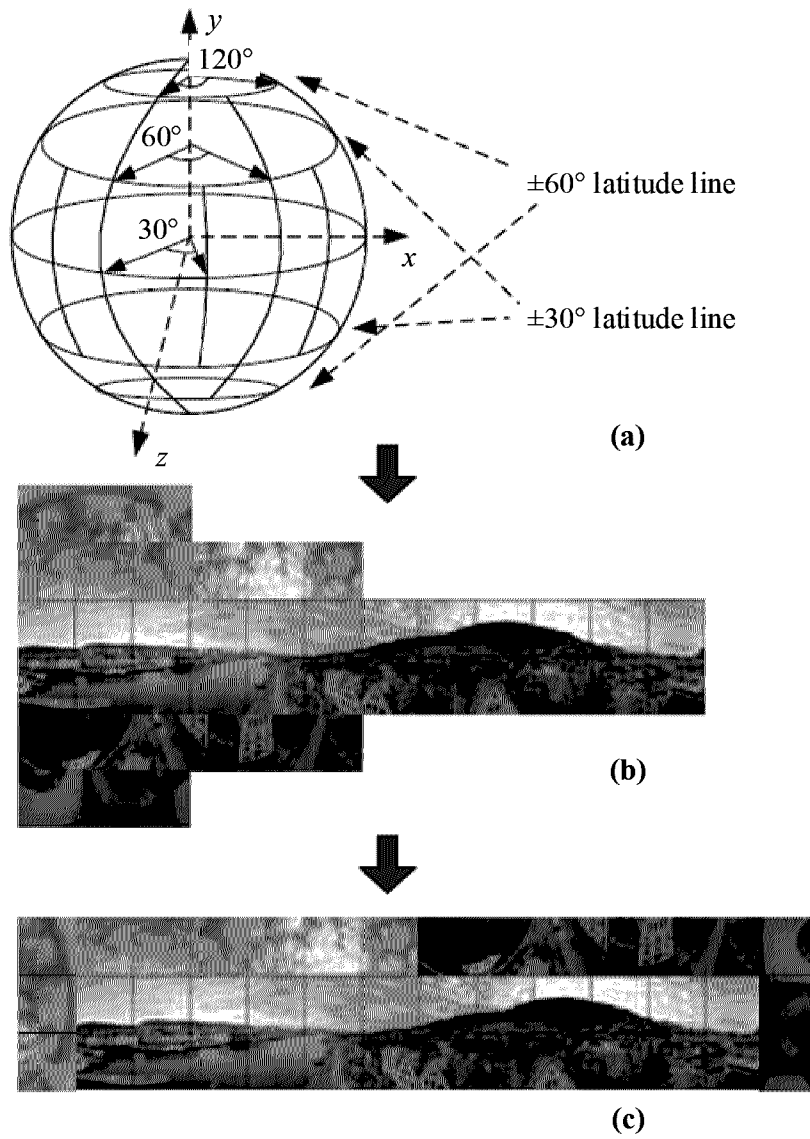 y
120°
60°
±60° latitude line
30°
x
±30° latitude line
(a)
z
(b)
(c)